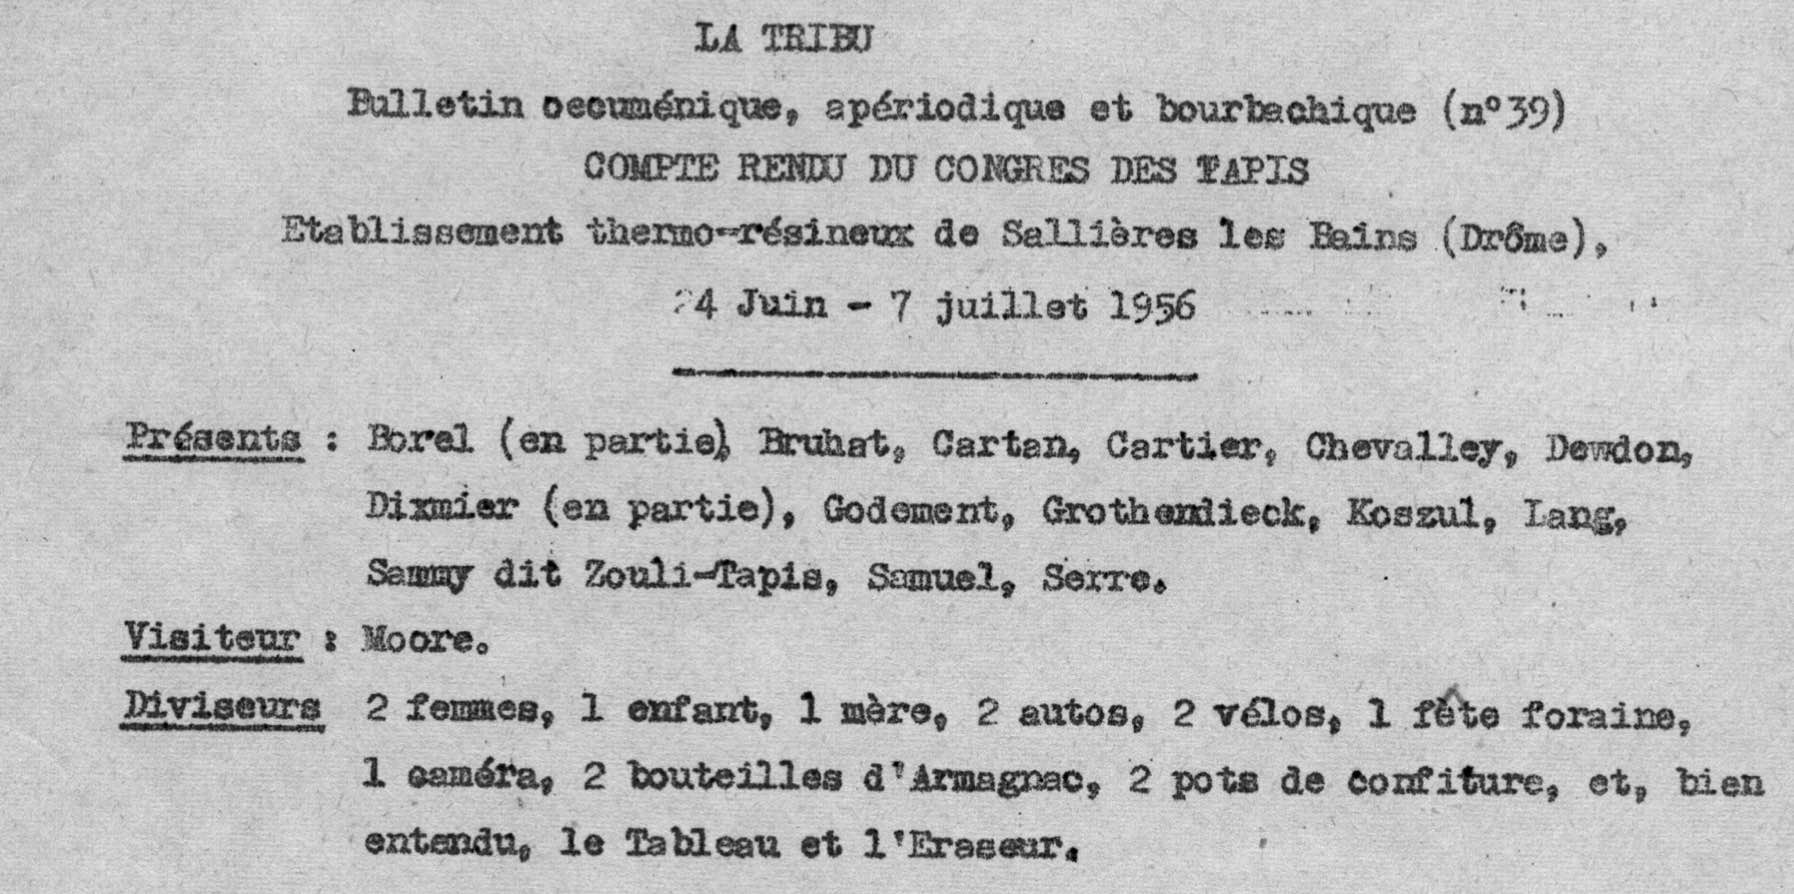 LA TRIBU
Bulletin oecuménique, apériodique et bourbachique (n°39)
COMPTE RENDU DU CONGRES DES TAPIS
Etablissement thermo-résineux de Sallières les Bains (Drôme),
24 Juin - 7 juillet 1956
Présents : Borel (en partie), Bruhat, Cartan, Cartier, Chevalley, Dewdon,
Dixmier (en partie), Godement, Grothendieck, Koszul, Lang,
Sammy dit Zouli-Tapis, Samuel, Serre.
Visiteur : Moore.
Diviseurs 2 femmes, 1 enfant, 1 mère, 2 autos, 2 vélos, 1 fête foraine,
1 caméra, 2 bouteilles d'Armagnac, 2 pots de confiture, et, bien
entendu, le Tableau et l'Eraseur.